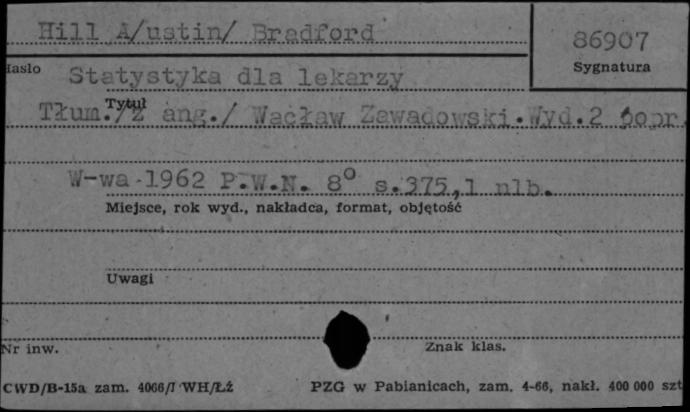 Hill A/ustin/ Bradford
86907
Sygnatura
Hasło
Statystyka dla lekarzy
Tytuł
Tłum./z ang./ Wacław Zawadowski.Wyd.2 popr.
W-wa 1962 P.W.N. 8° s.375,1 nlb.
Miejsce, rok wyd., nakładca, format, objętość
Uwagi
Nr inw.
Znak klas.
CWD/B-15a zam. 4066/I WH/ŁŻ
PZG w Pabianicach, zam. 4-66, nakł. 400 000 szt